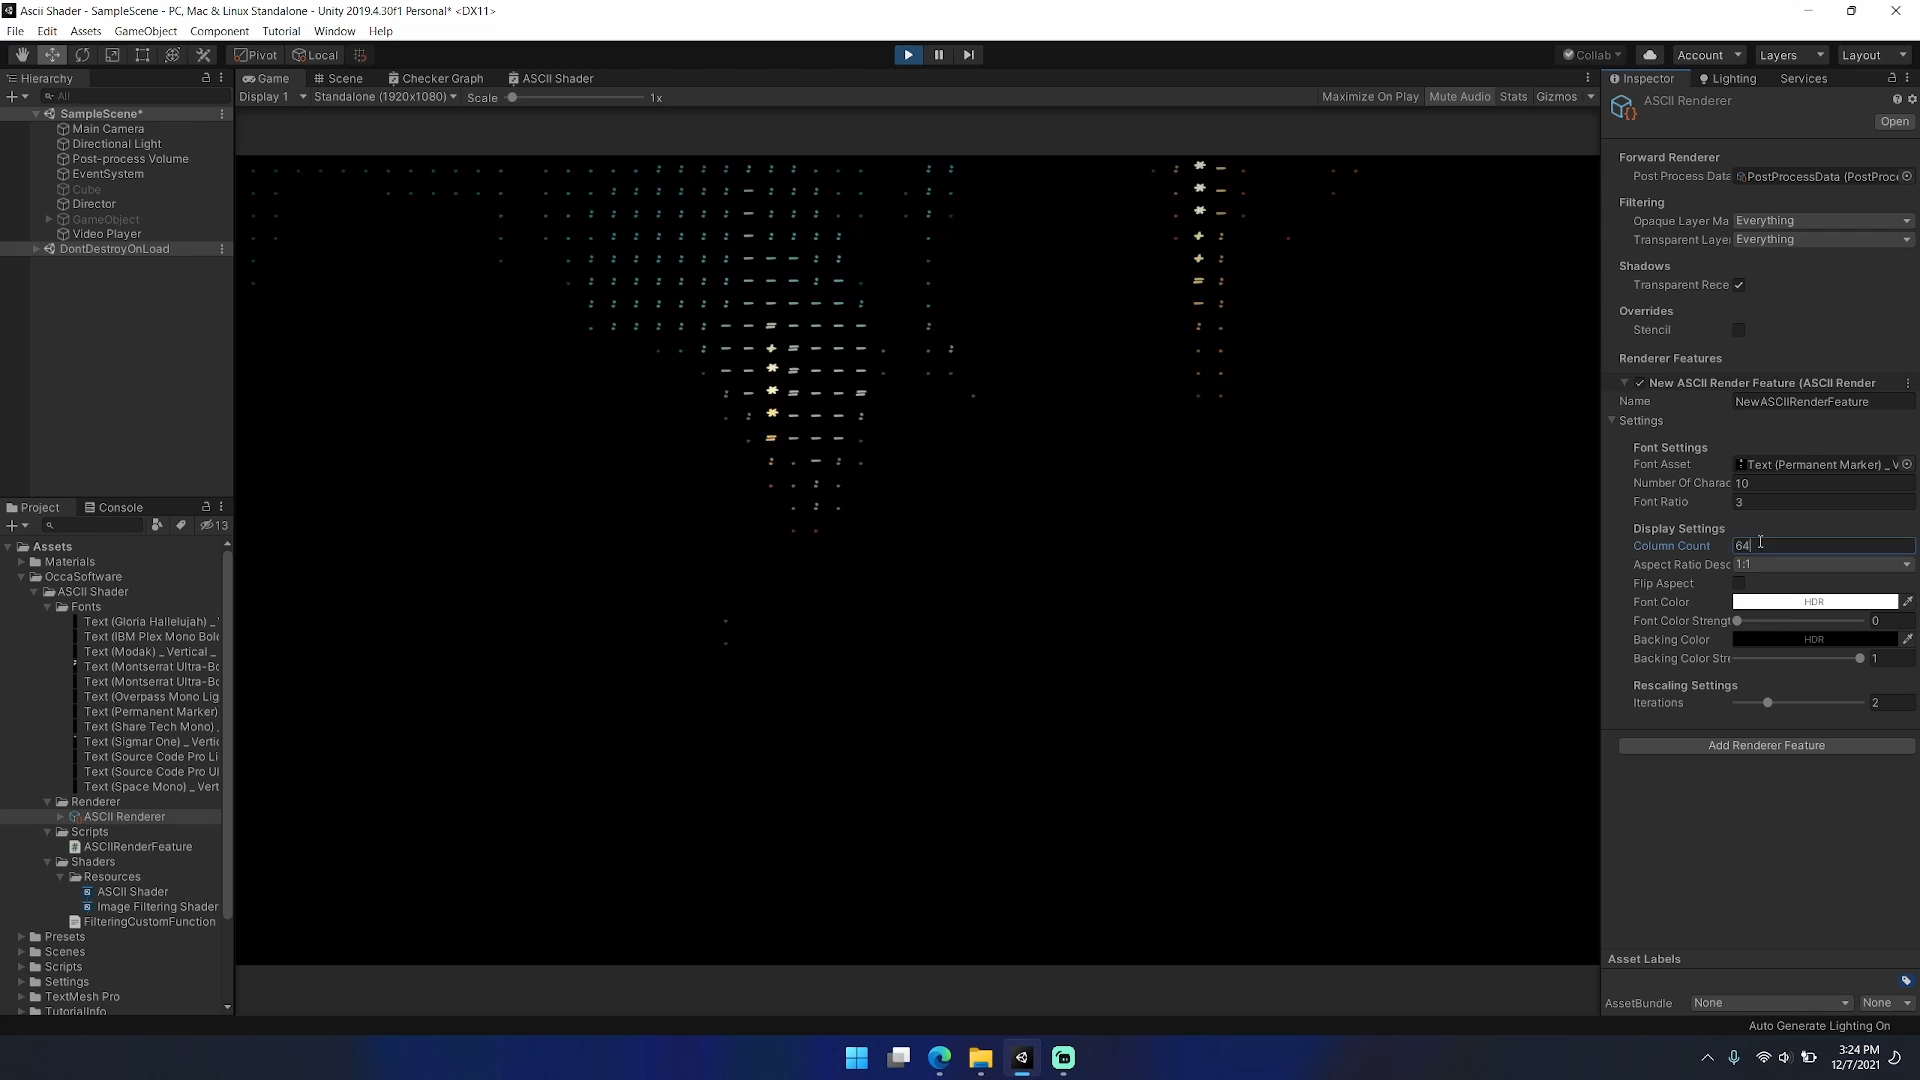 Ascii Shader - SampleScene - PC, Mac & Linux Standalone - Unity 2019.4.30f1 Personal* <DX11>
File Edit Assets GameObject Component Tutorial Window Help
Pivot Local Collab Account Layers Layout
Hierarchy
All
SampleScene*
Main Camera
Directional Light
Post-process Volume
EventSystem
Cube
Director
GameObject
Video Player
DontDestroyOnLoad
Game Scene Checker Graph ASCII Shader
Display 1 Standalone (1920x1080) Scale 1x Maximize On Play Mute Audio Stats Gizmos
Project Console
13
Assets
Materials
OccaSoftware
ASCII Shader
Fonts
Text (Gloria Hallelujah) _
Text (IBM Plex Mono Bol
Text (Modak) _ Vertical _
Text (Montserrat Ultra-Bo
Text (Montserrat Ultra-Bo
Text (Overpass Mono Lig
Text (Permanent Marker)
Text (Share Tech Mono)
Text (Sigmar One) _ Vertic
Text (Source Code Pro Li
Text (Source Code Pro Ul
Text (Space Mono) _ Vert
Renderer
ASCII Renderer
Scripts
ASCIIRenderFeature
Shaders
Resources
ASCII Shader
Image Filtering Shader
FilteringCustomFunction
Presets
Scenes
Scripts
Settings
TextMesh Pro
TutorialInfo
Inspector Lighting Services
ASCII Renderer
Open
Forward Renderer
Post Process Data PostProcessData (PostProce
Filtering
Opaque Layer Ma Everything
Transparent Layer Everything
Shadows
Transparent Rece
Overrides
Stencil
Renderer Features
New ASCII Render Feature (ASCII Render
Name NewASCIIRenderFeature
Settings
Font Settings
Font Asset Text (Permanent Marker) _ V
Number Of Charac 10
Font Ratio 3
Display Settings
Column Count 64
Aspect Ratio Desc 1:1
Flip Aspect
Font Color HDR
Font Color Strengt 0
Backing Color HDR
Backing Color Stre 1
Rescaling Settings
Iterations 2
Add Renderer Feature
Asset Labels
AssetBundle None None
Auto Generate Lighting On
3:24 PM
12/7/2021